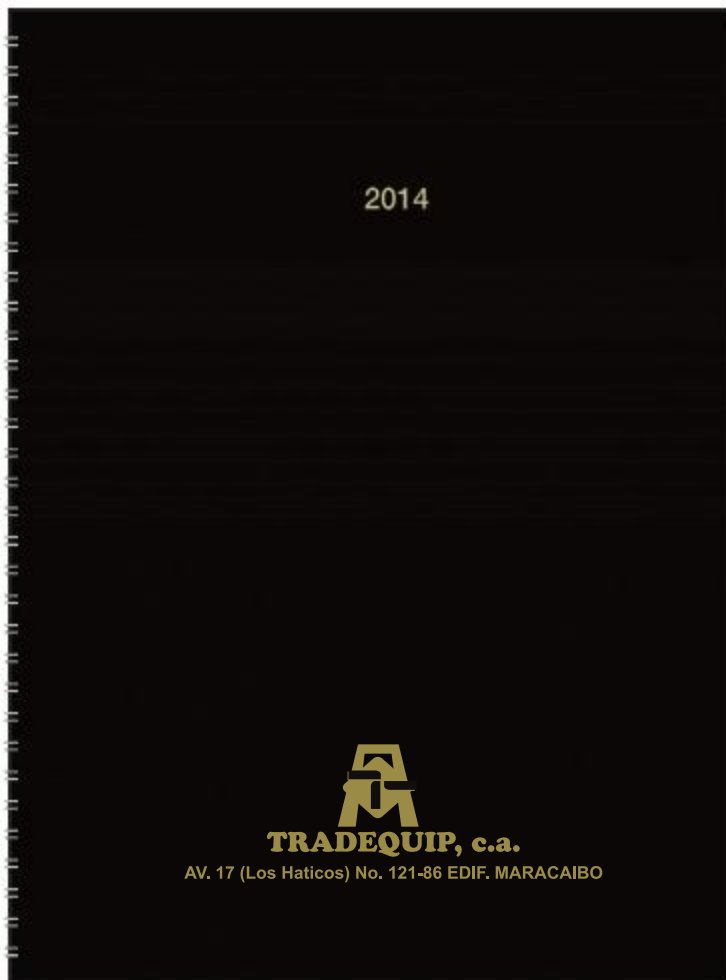 2014
TRADEQUIP, c.a.
AV. 17 (Los Haticos) No. 121-86 EDIF. MARACAIBO